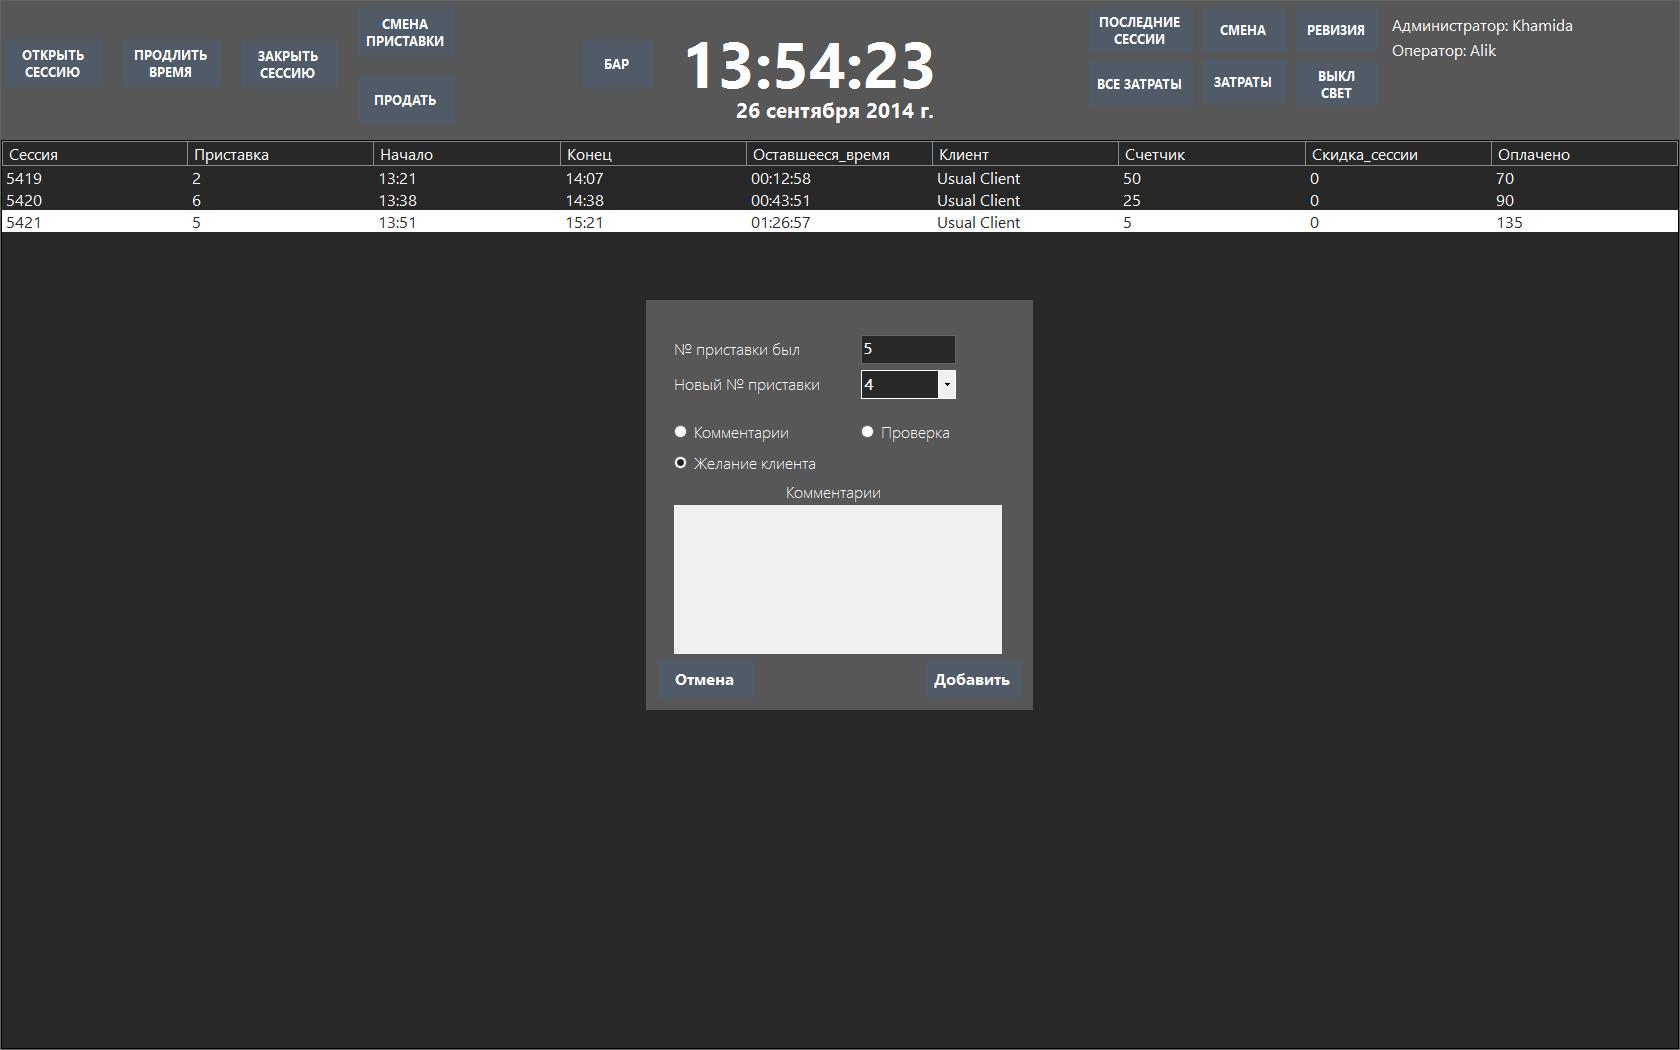 ОТКРЫТЬ
СЕССИЮ
ПРОДЛИТЬ
ВРЕМЯ
ЗАКРЫТЬ
СЕССИЮ
СМЕНА
ПРИСТАВКИ
ПРОДАТЬ
БАР
13:54:23
26 сентября 2014 г.
ПОСЛЕДНИЕ
СЕССИИ
СМЕНА
РЕВИЗИЯ
ВСЕ ЗАТРАТЫ
ЗАТРАТЫ
ВЫКЛ
СВЕТ
Администратор: Khamida
Оператор: Alik
Сессия Приставка Начало Конец Оставшееся_время Клиент Счетчик Скидка_сессии Оплачено
5419 2 13:21 14:07 00:12:58 Usual Client 50 0 70
5420 6 13:38 14:38 00:43:51 Usual Client 25 0 90
5421 5 13:51 15:21 01:26:57 Usual Client 5 0 135
№ приставки был 5
Новый № приставки 4
Комментарии Проверка
Желание клиента
Комментарии
Отмена Добавить